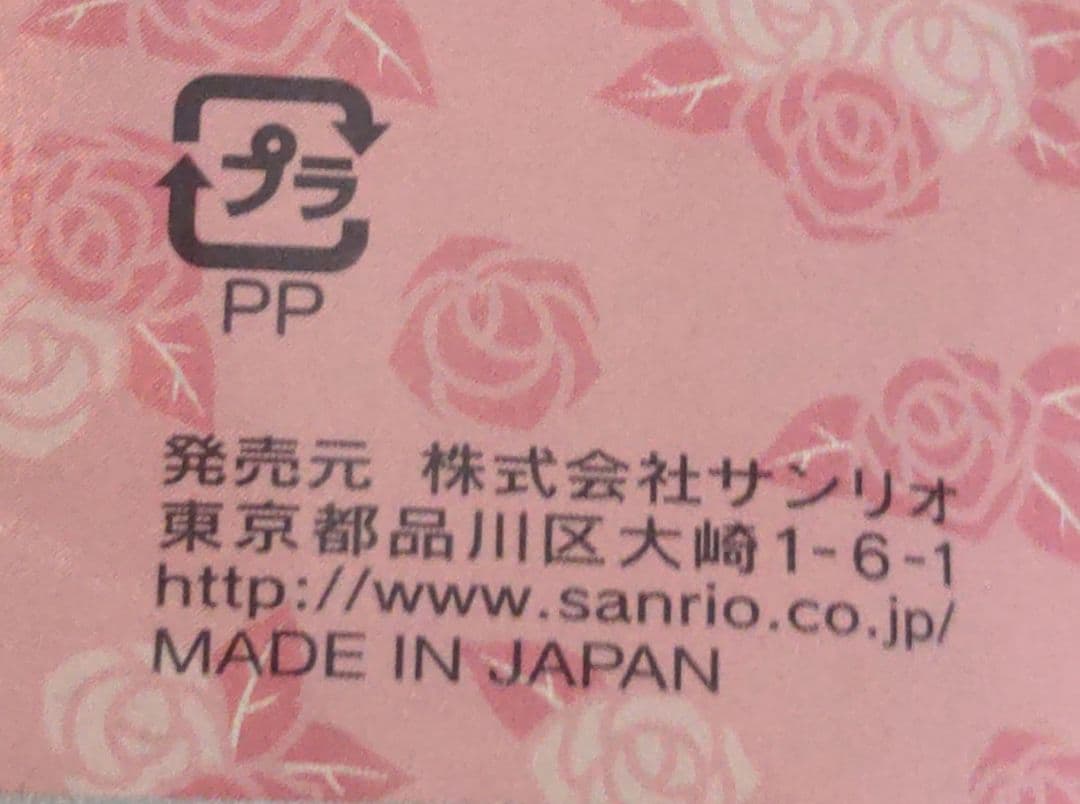 プラ
PP
発売元 株式会社サンリオ
東京都品川区大崎1-6-1
http://www.sanrio.co.jp/
MADE IN JAPAN